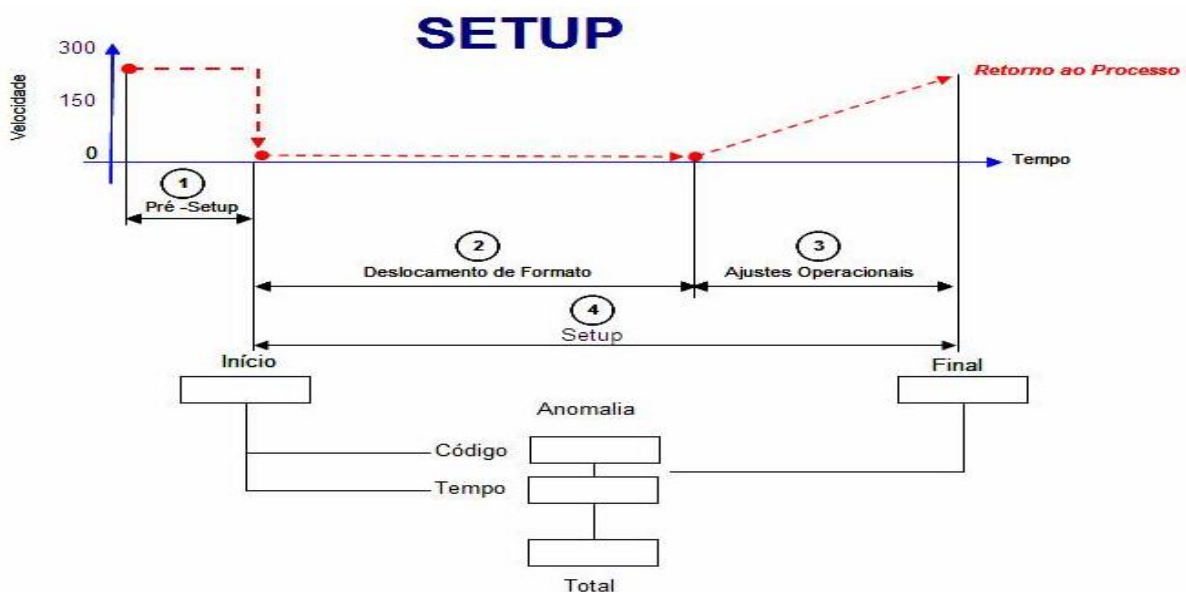 SETUP
300
150
0
Velocidade
Retorno ao Processo
Tempo
1
Pré -Setup
2
Deslocamento de Formato
3
Ajustes Operacionais
4
Setup
Início
Final
Anomalia
Código
Tempo
Total